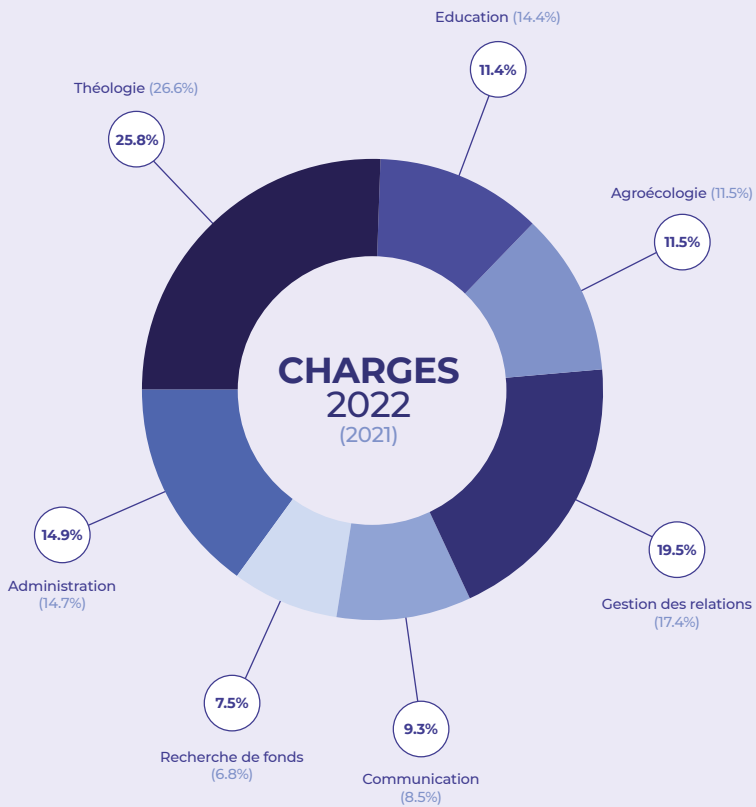 Education (14.4%)
11.4%
Théologie (26.6%)
25.8%
Agroécologie (11.5%)
11.5%
CHARGES
2022
(2021)
14.9%
Administration
(14.7%)
19.5%
Gestion des relations
(17.4%)
7.5%
Recherche de fonds
(6.8%)
9.3%
Communication
(8.5%)